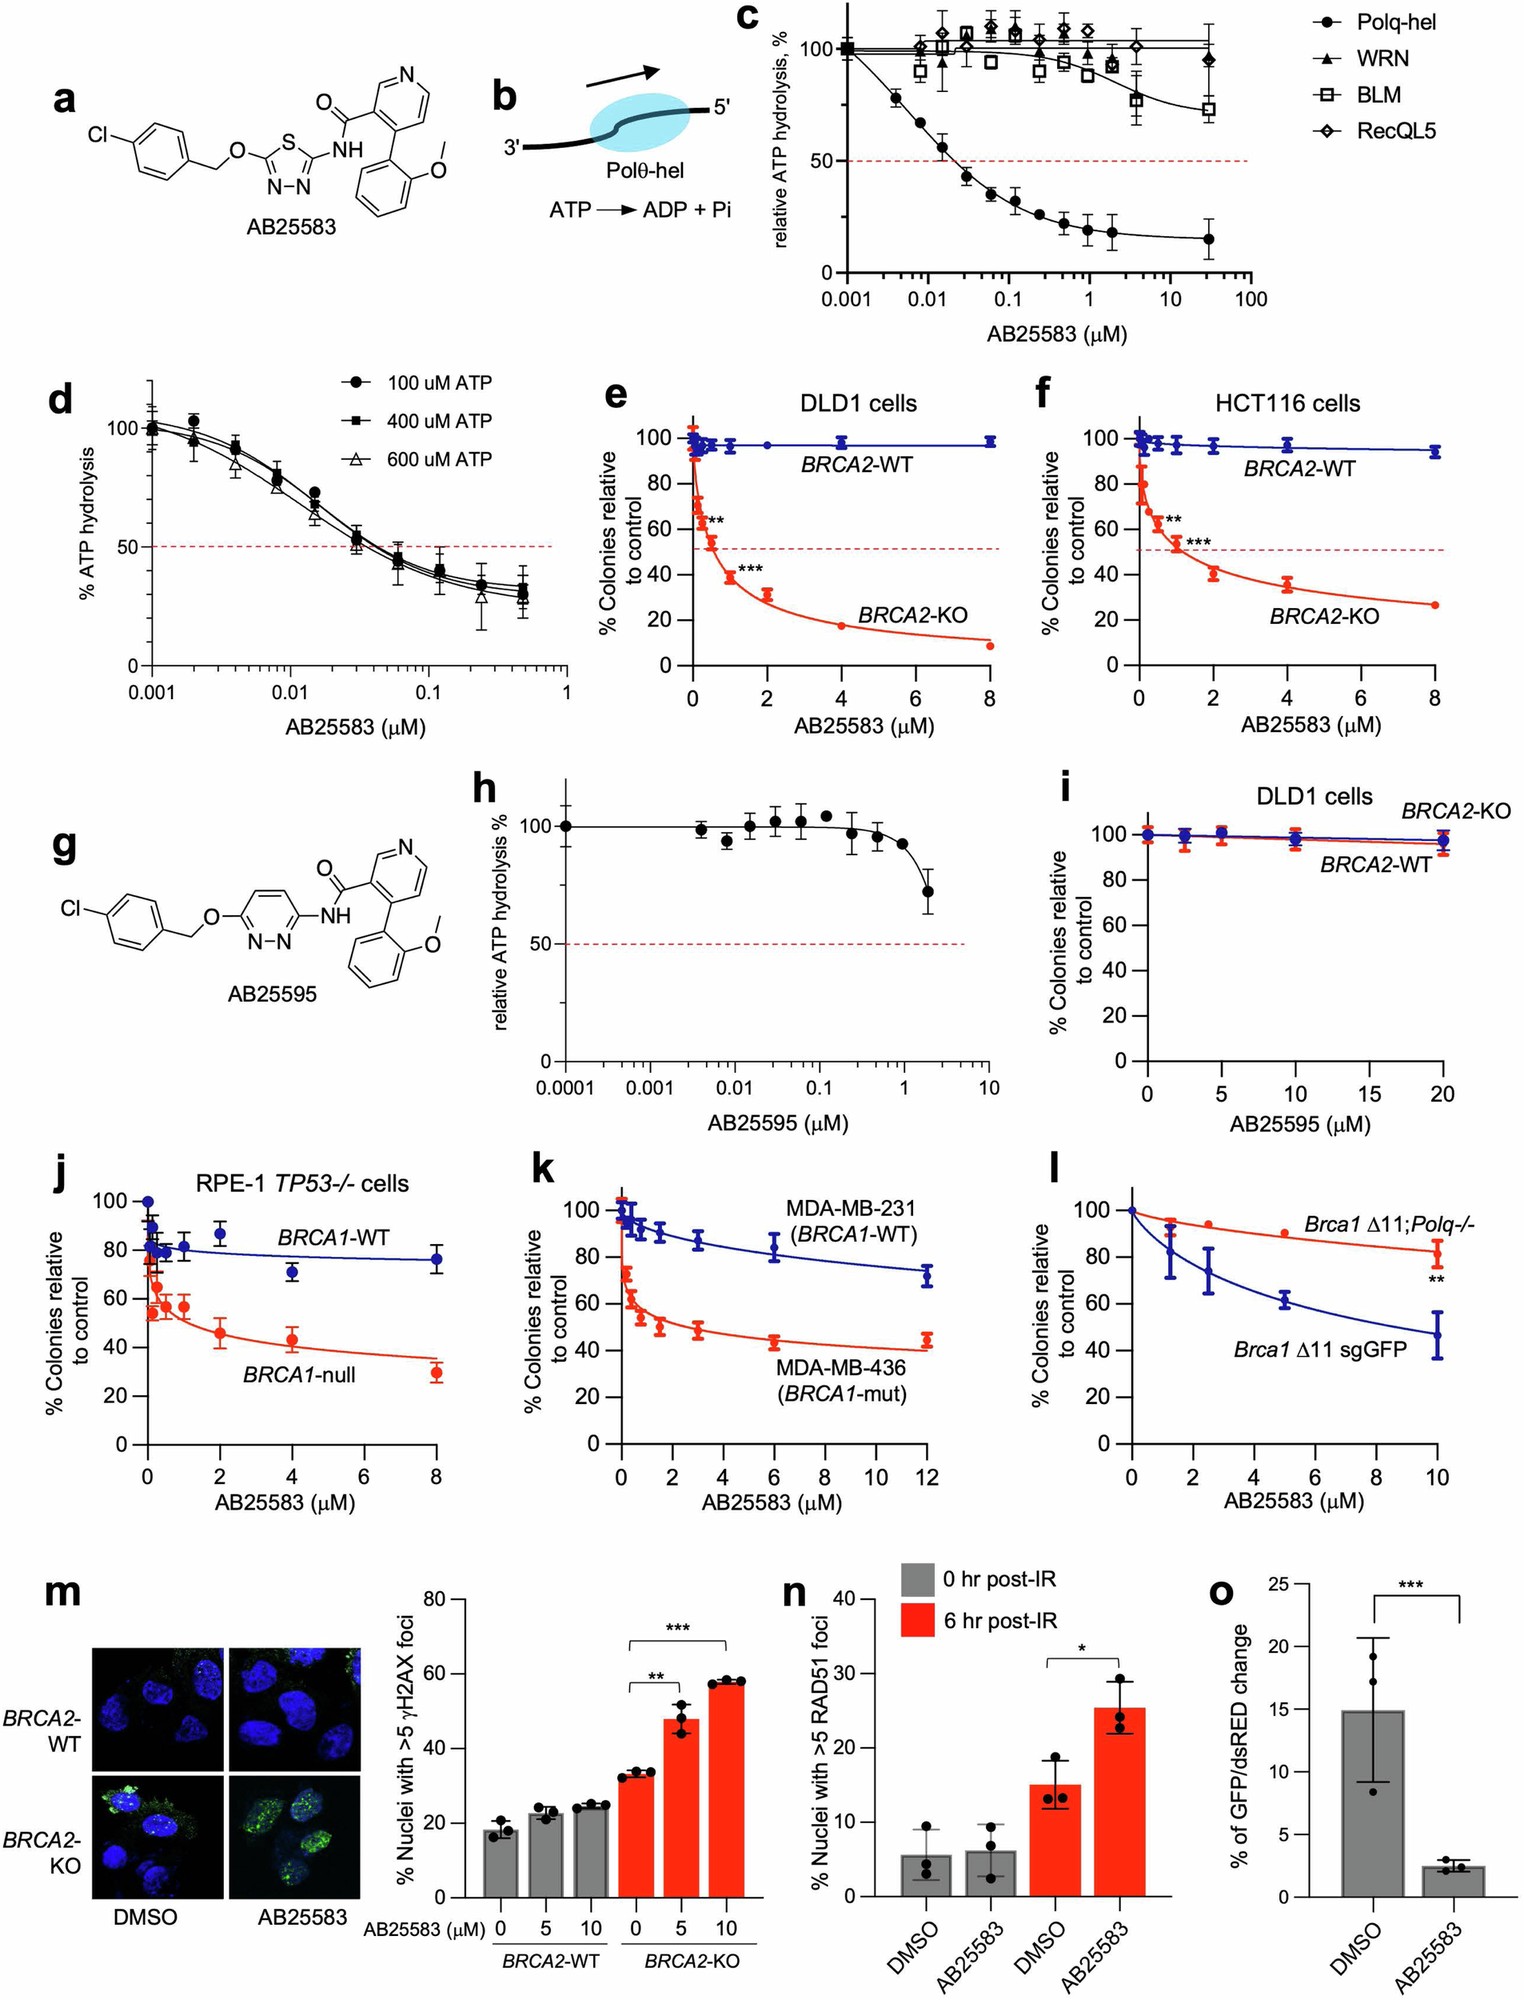 a
Cl
O
S
N
N
O
NH
N
O
AB25583
b
3'
5'
Polθ-hel
ATP → ADP + Pi
c
relative ATP hydrolysis, %
100
50
0
0.001 0.01 0.1 1 10 100
AB25583 (μM)
Polq-hel
WRN
BLM
RecQL5
d
% ATP hydrolysis
100
50
0
0.001 0.01 0.1 1
AB25583 (μM)
100 uM ATP
400 uM ATP
600 uM ATP
e
DLD1 cells
% Colonies relative
to control
100
80
60
40
20
0
BRCA2-WT
**
***
BRCA2-KO
0 2 4 6 8
AB25583 (μM)
f
HCT116 cells
% Colonies relative
to control
100
80
60
40
20
0
BRCA2-WT
**
***
BRCA2-KO
0 2 4 6 8
AB25583 (μM)
g
Cl
O
N
N
O
NH
N
O
AB25595
h
relative ATP hydrolysis %
100
50
0
0.0001 0.001 0.01 0.1 1 10
AB25595 (μM)
i
DLD1 cells
% Colonies relative
to control
100
80
60
40
20
0
BRCA2-KO
BRCA2-WT
0 5 10 15 20
AB25595 (μM)
j
RPE-1 TP53-/- cells
% Colonies relative
to control
100
80
60
40
20
0
BRCA1-WT
BRCA1-null
0 2 4 6 8
AB25583 (μM)
k
% Colonies relative
to control
100
80
60
40
20
0
MDA-MB-231
(BRCA1-WT)
MDA-MB-436
(BRCA1-mut)
0 2 4 6 8 10 12
AB25583 (μM)
l
% Colonies relative
to control
100
80
60
40
20
0
Brca1 Δ11;Polq-/-
**
Brca1 Δ11 sgGFP
0 2 4 6 8 10
AB25583 (μM)
m
BRCA2-
WT
BRCA2-
KO
DMSO
AB25583
% Nuclei with >5 γH2AX foci
80
60
40
20
0
***
**
AB25583 (μM) 0 5 10 0 5 10
BRCA2-WT
BRCA2-KO
n
0 hr post-IR
6 hr post-IR
% Nuclei with >5 RAD51 foci
40
30
20
10
0
*
DMSO
AB25583
DMSO
AB25583
o
% of GFP/dsRED change
25
20
15
10
5
0
***
DMSO
AB25583